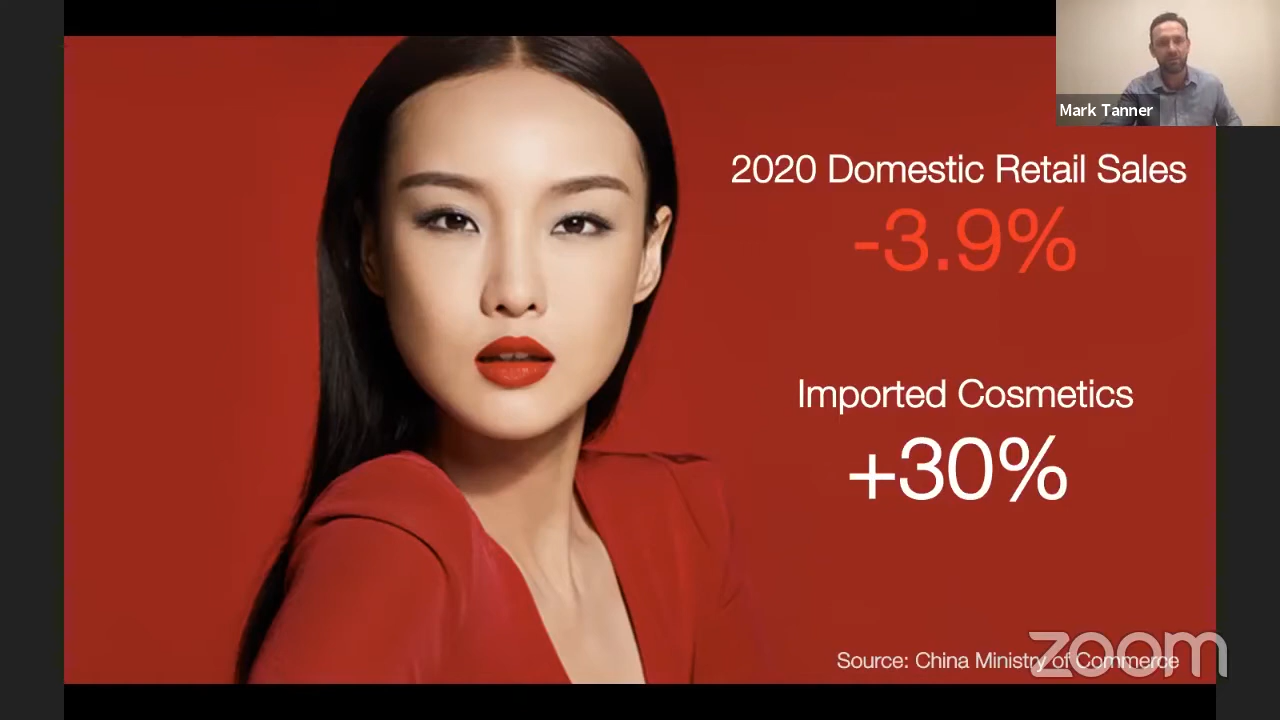 Mark Tanner
2020 Domestic Retail Sales
-3.9%
Imported Cosmetics
+30%
Source: China Ministry of Commerce
zoom